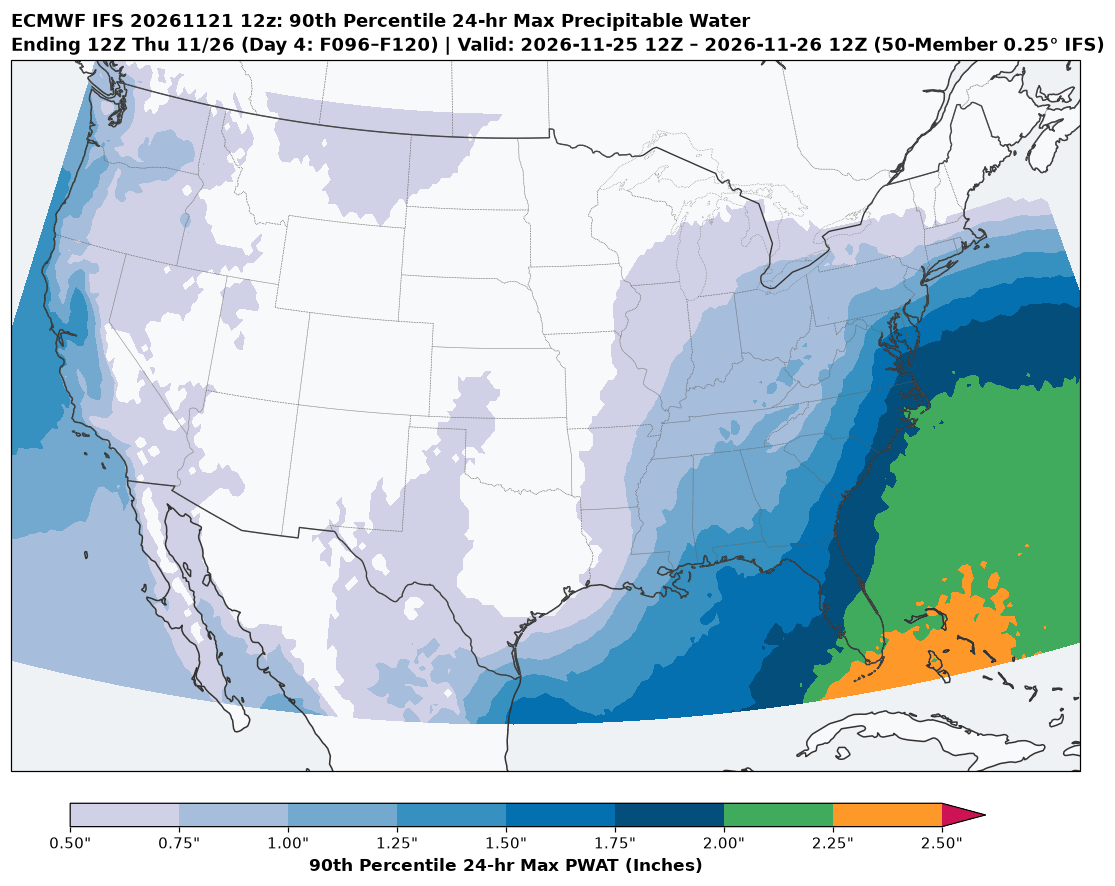 ECMWF IFS 20261121 12z: 90th Percentile 24-hr Max Precipitable Water
Ending 12Z Thu 11/26 (Day 4: F096–F120) | Valid: 2026-11-25 12Z – 2026-11-26 12Z (50-Member 0.25° IFS)
0.50" 0.75" 1.00" 1.25" 1.50" 1.75" 2.00" 2.25" 2.50"
90th Percentile 24-hr Max PWAT (Inches)